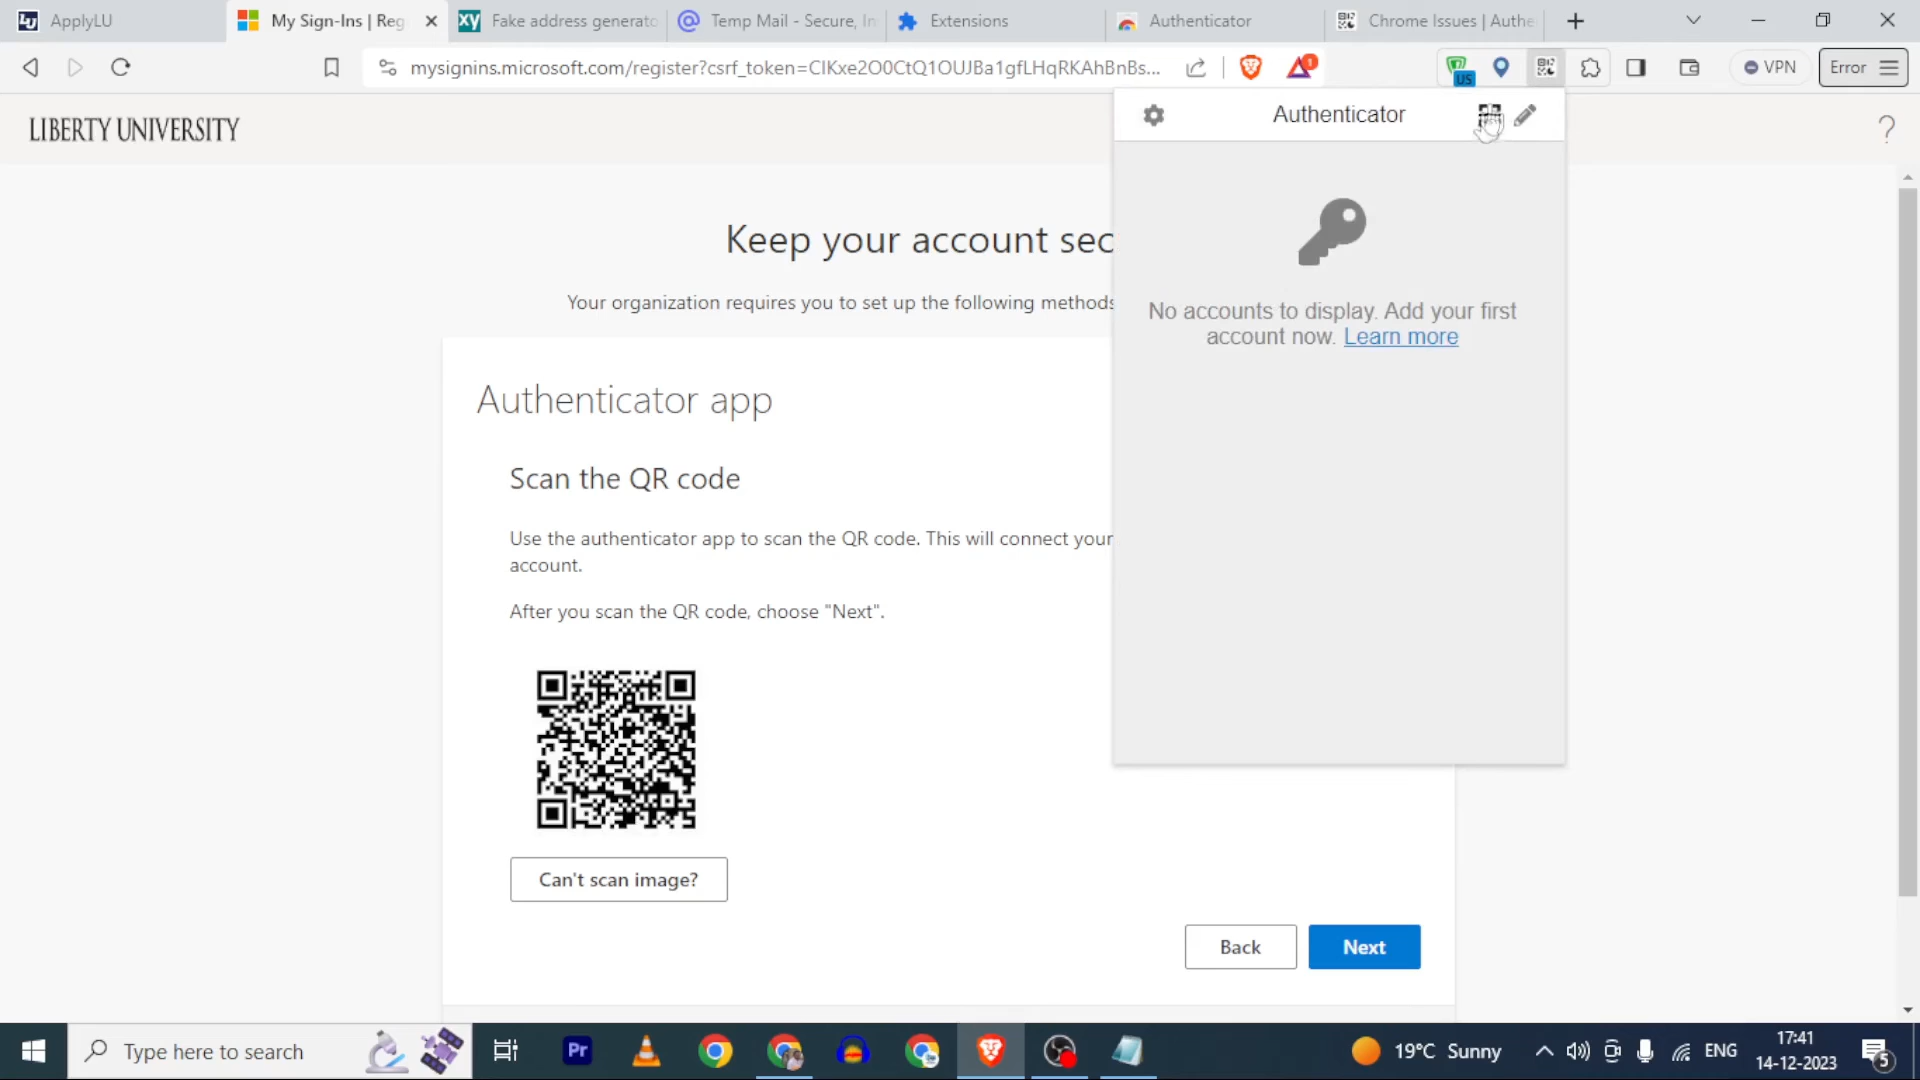 ApplyLU
My Sign-Ins | Reg
Fake address generato
Temp Mail - Secure, In
Extensions
Authenticator
Chrome Issues | Authe
mysignins.microsoft.com/register?csrf_token=CIKxe2O0CtQ1OUJBa1gfLHqRKAhBnBs...
1
US
VPN
Error
LIBERTY UNIVERSITY
?
Authenticator
No accounts to display. Add your first
account now. Learn more
Keep your account sec
Your organization requires you to set up the following methods
Authenticator app
Scan the QR code
Use the authenticator app to scan the QR code. This will connect your
account.
After you scan the QR code, choose "Next".
Can't scan image?
Back
Next
Type here to search
Pr
19°C Sunny
ENG
17:41
14-12-2023
5